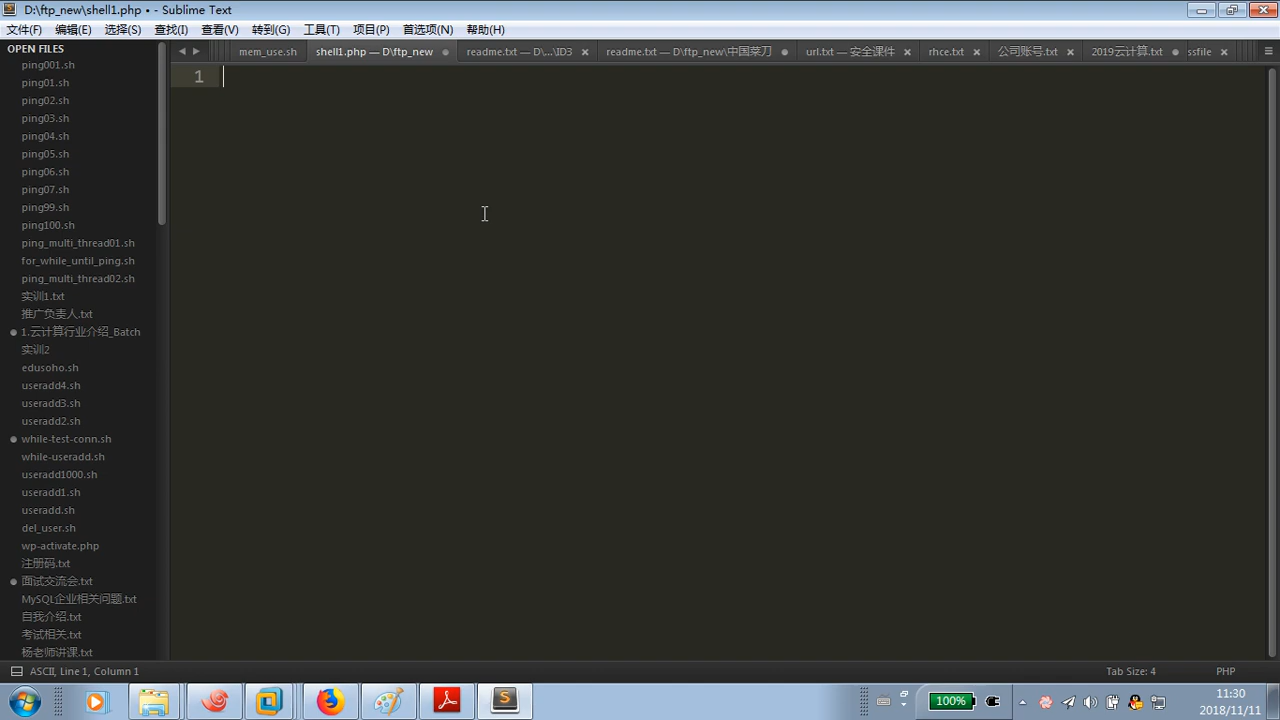 D:\ftp_new\shell1.php • - Sublime Text
文件(F) 编辑(E) 选择(S) 查找(I) 查看(V) 转到(G) 工具(T) 项目(P) 首选项(N) 帮助(H)
mem_use.sh shell1.php — D\ftp_new readme.txt — D\...\ID3 readme.txt — D\ftp_new\中国菜刀 url.txt — 安全课件 rhce.txt 公司账号.txt 2019云计算.txt ssfile
OPEN FILES
ping001.sh
ping01.sh
ping02.sh
ping03.sh
ping04.sh
ping05.sh
ping06.sh
ping07.sh
ping99.sh
ping100.sh
ping_multi_thread01.sh
for_while_until_ping.sh
ping_multi_thread02.sh
实训1.txt
推广负责人.txt
1.云计算行业介绍_Batch
实训2
edusoho.sh
useradd4.sh
useradd3.sh
useradd2.sh
while-test-conn.sh
while-useradd.sh
useradd1000.sh
useradd1.sh
useradd.sh
del_user.sh
wp-activate.php
注册码.txt
面试交流会.txt
MySQL企业相关问题.txt
自我介绍.txt
考试相关.txt
杨老师讲课.txt
1
ASCII, Line 1, Column 1
Tab Size: 4 PHP
100%
11:30
2018/11/11